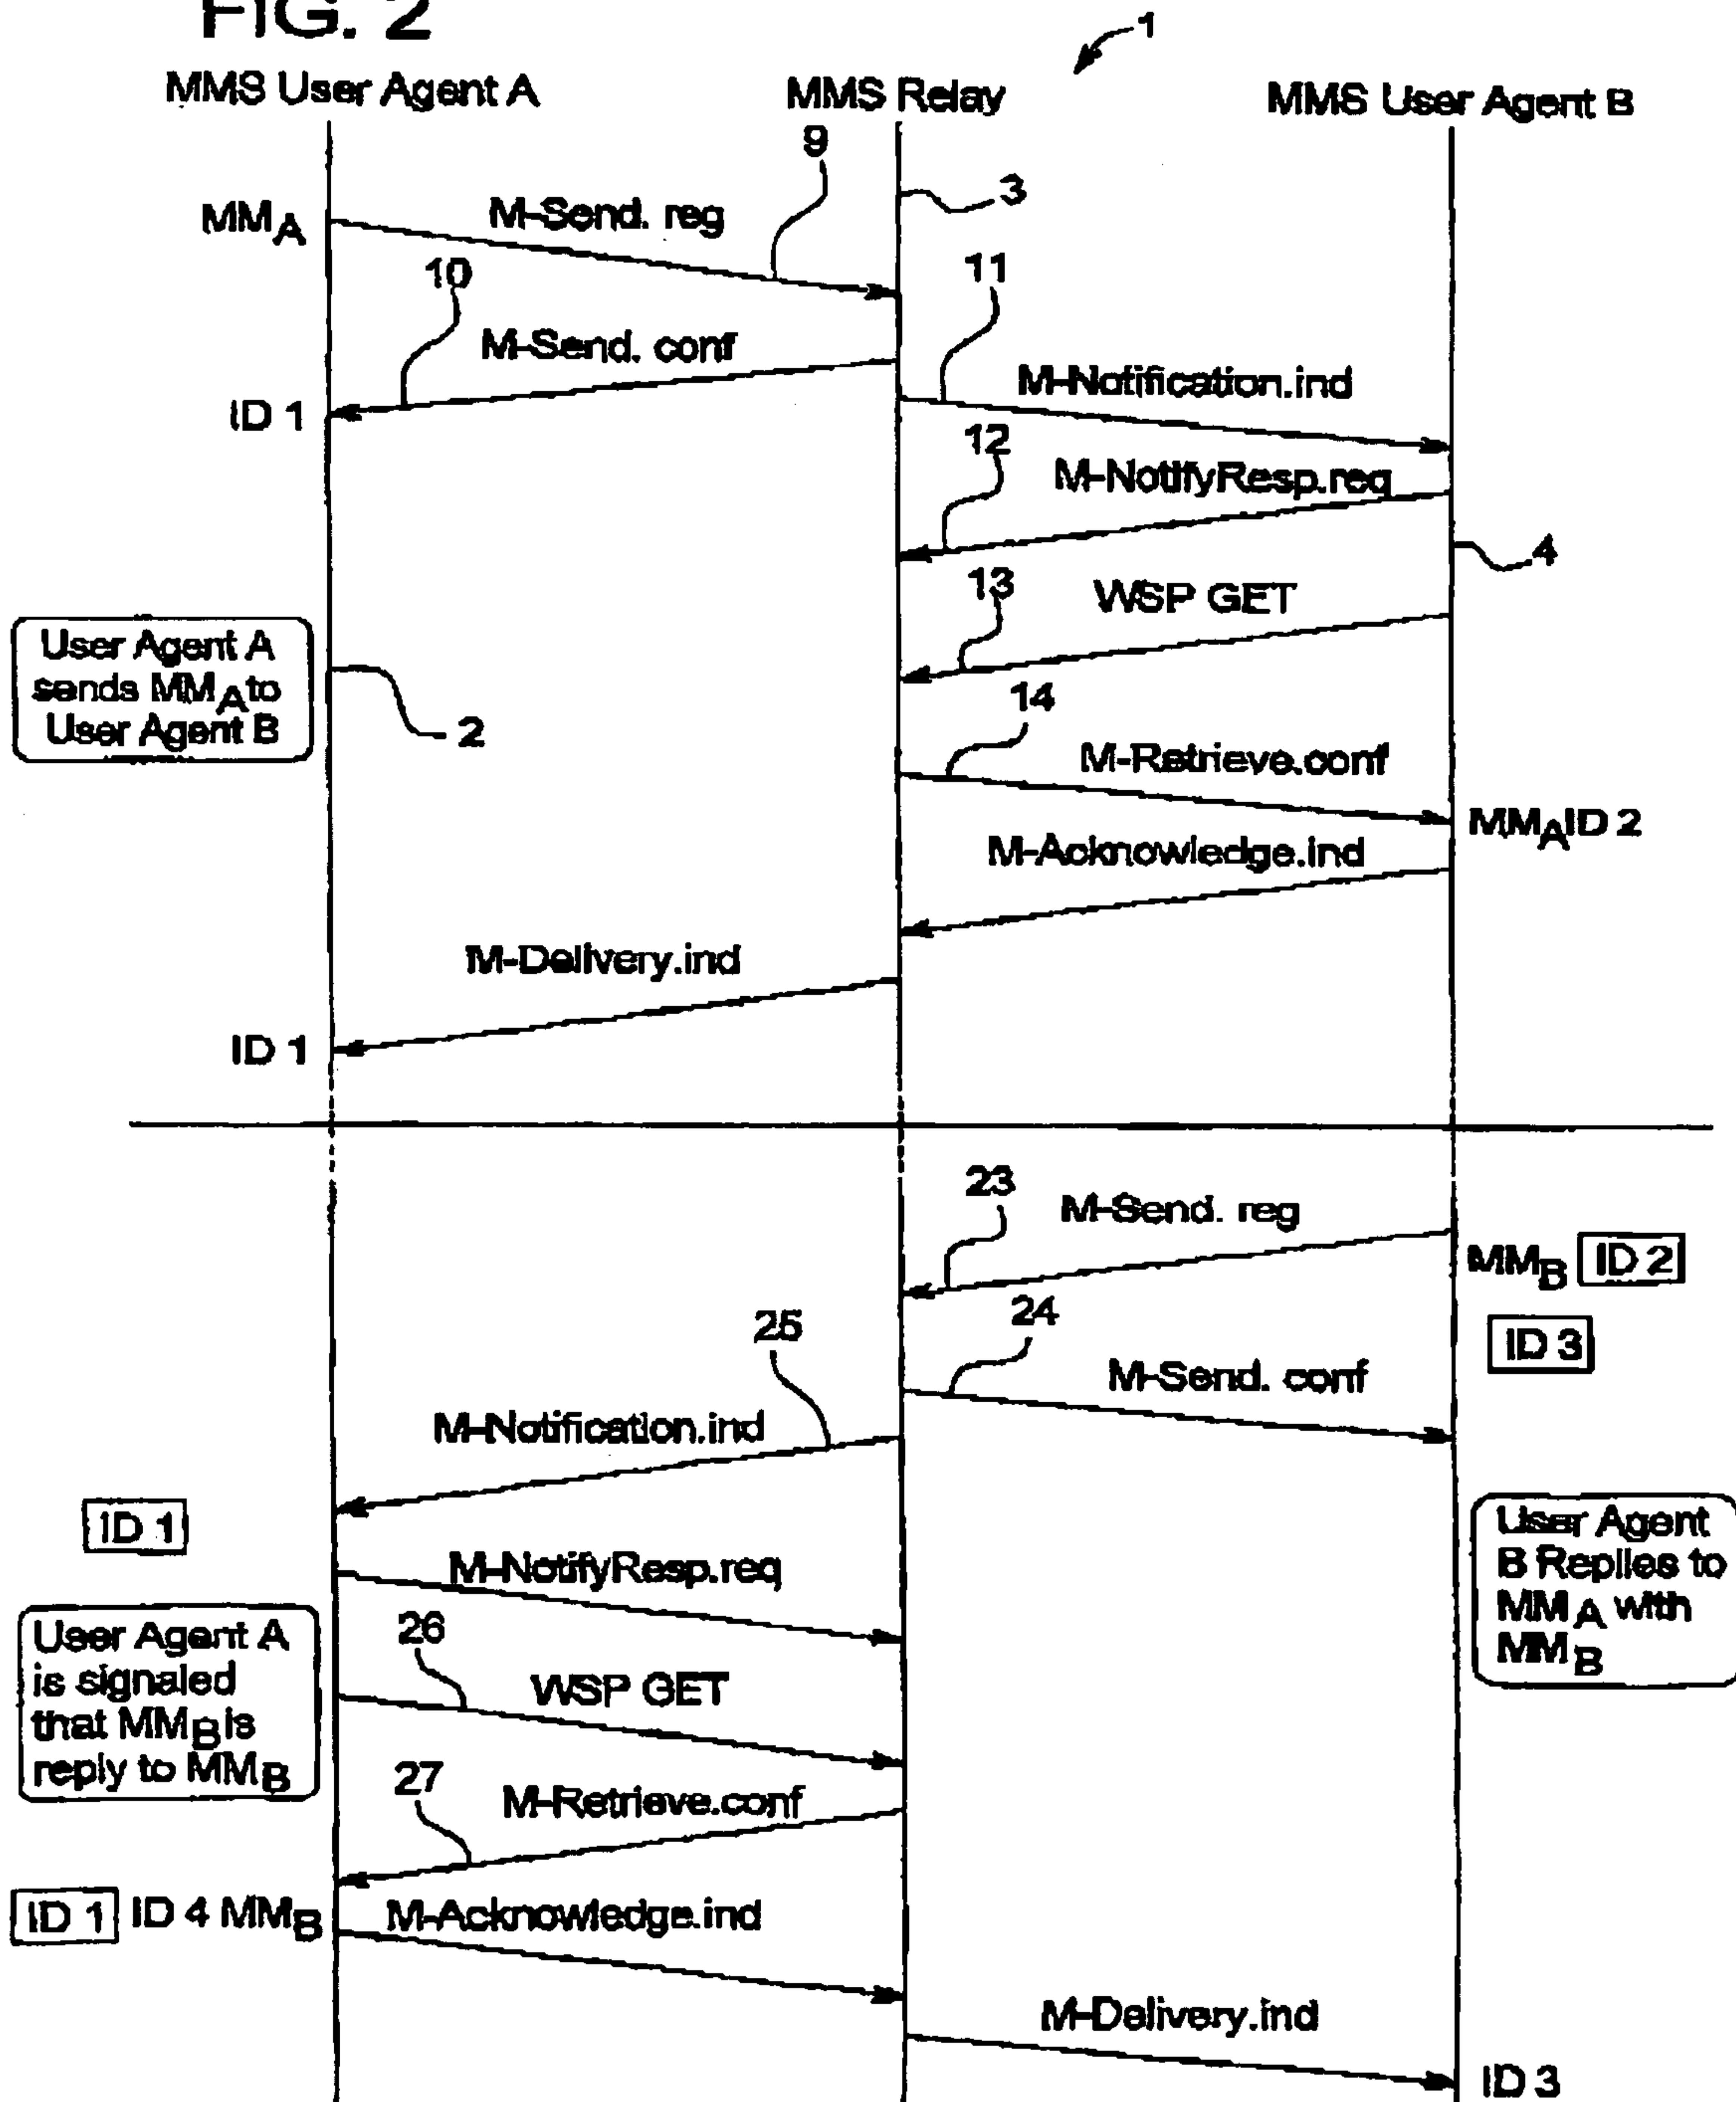 FIG. 2
1
MMS User Agent A
MMS Relay
MMS User Agent B
9
3
MMA
M-Send. reg
10
11
M-Send. conf
M-Notification.ind
ID 1
12
M-NotifyResp.req
4
13
WSP GET
User Agent A
sends MMA to
User Agent B
2
14
M-Retrieve.conf
MMA ID 2
M-Acknowledge.ind
M-Delivery.ind
ID 1
23
M-Send. reg
MMB ID 2
24
25
ID 3
M-Send. conf
M-Notification.ind
ID 1
User Agent
B Replies to
MMA with
MMB
M-NotifyResp.req
User Agent A
is signaled
that MMB is
reply to MMB
26
WSP GET
27
M-Retrieve.conf
ID 1 ID 4 MMB
M-Acknowledge.ind
M-Delivery.ind
ID 3